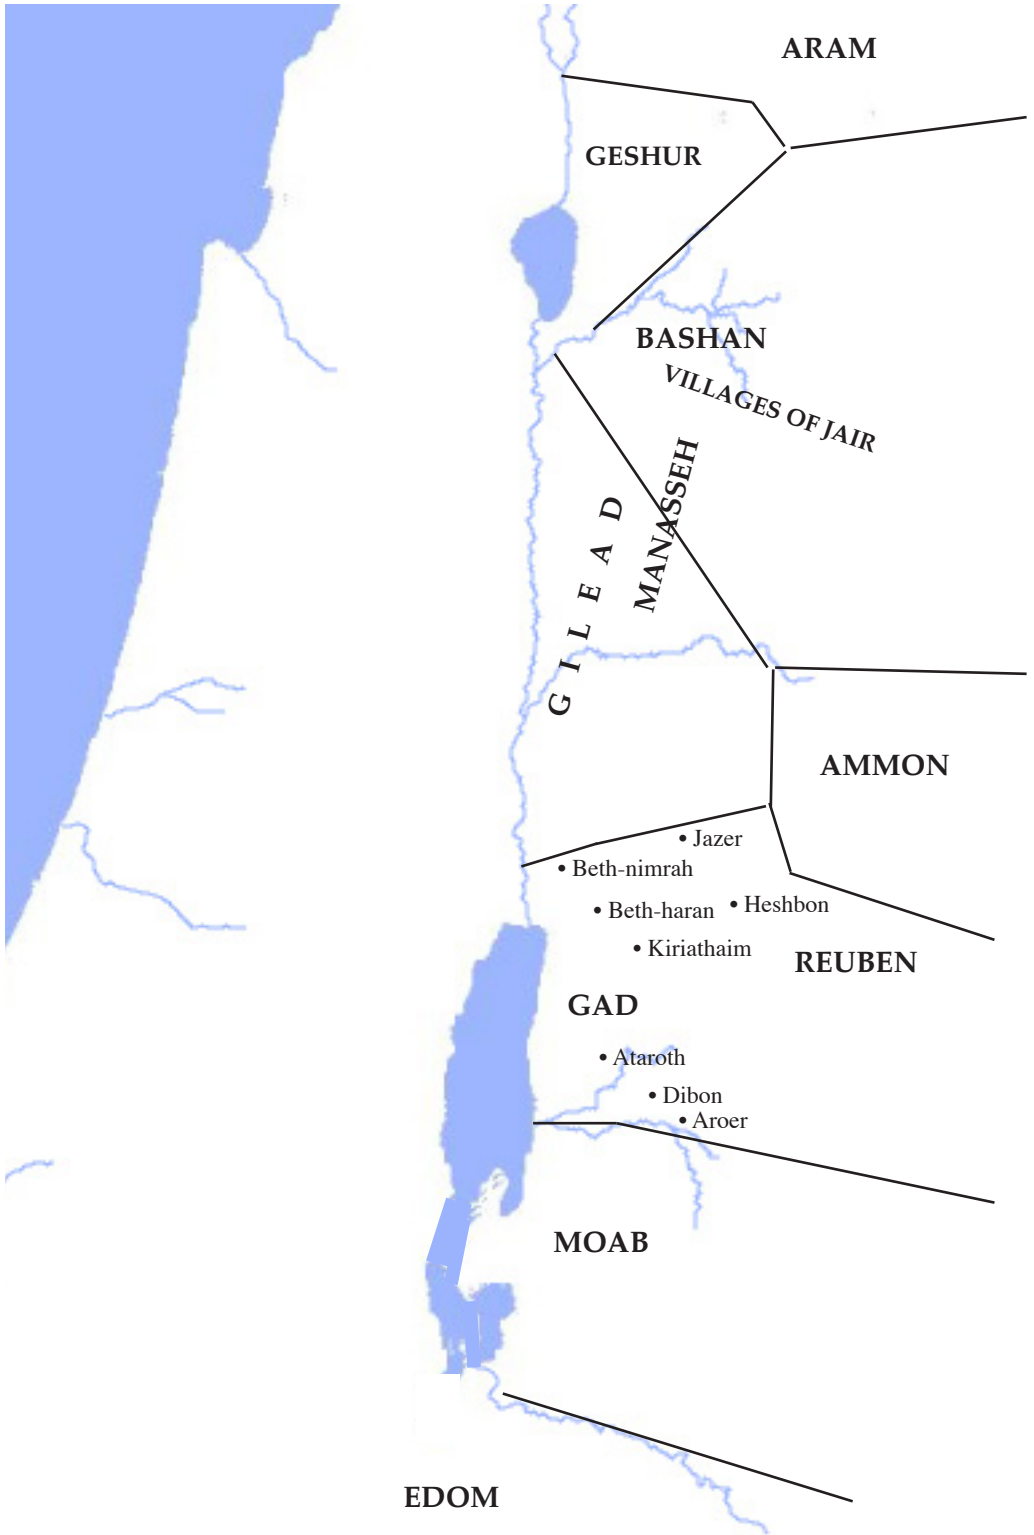 ARAM
GESHUR
BASHAN
VILLAGES OF JAIR
MANASSEH
GILEAD
AMMON
Jazer
Beth-nimrah
Heshbon
Beth-haran
Kiriathaim
REUBEN
GAD
Ataroth
Dibon
Aroer
MOAB
EDOM